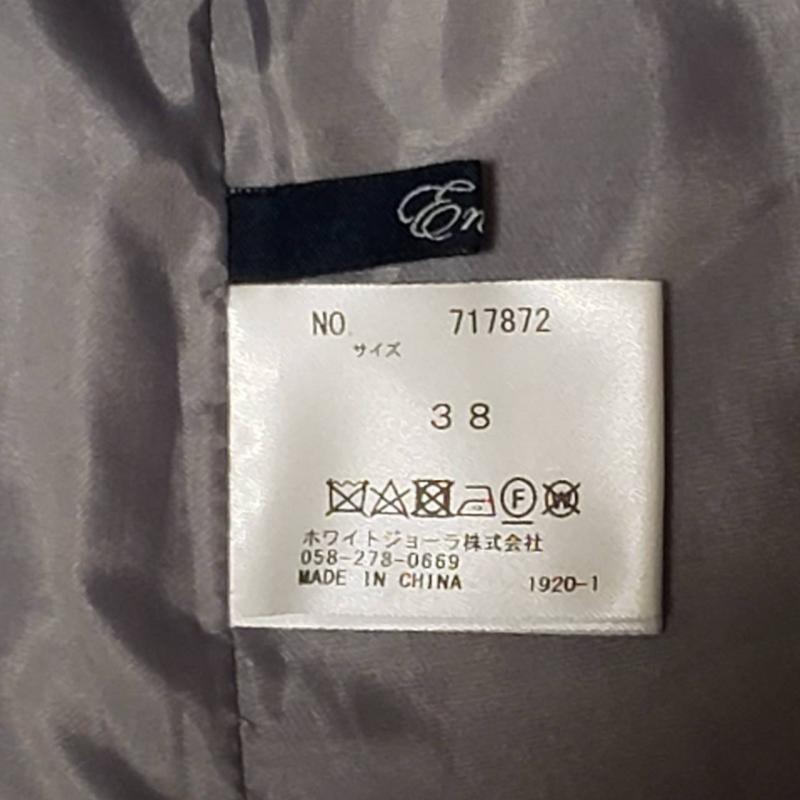 En
NO. 717872
サイズ
38
F W
ホワイトジョーラ株式会社
058-278-0669
MADE IN CHINA 1920-1